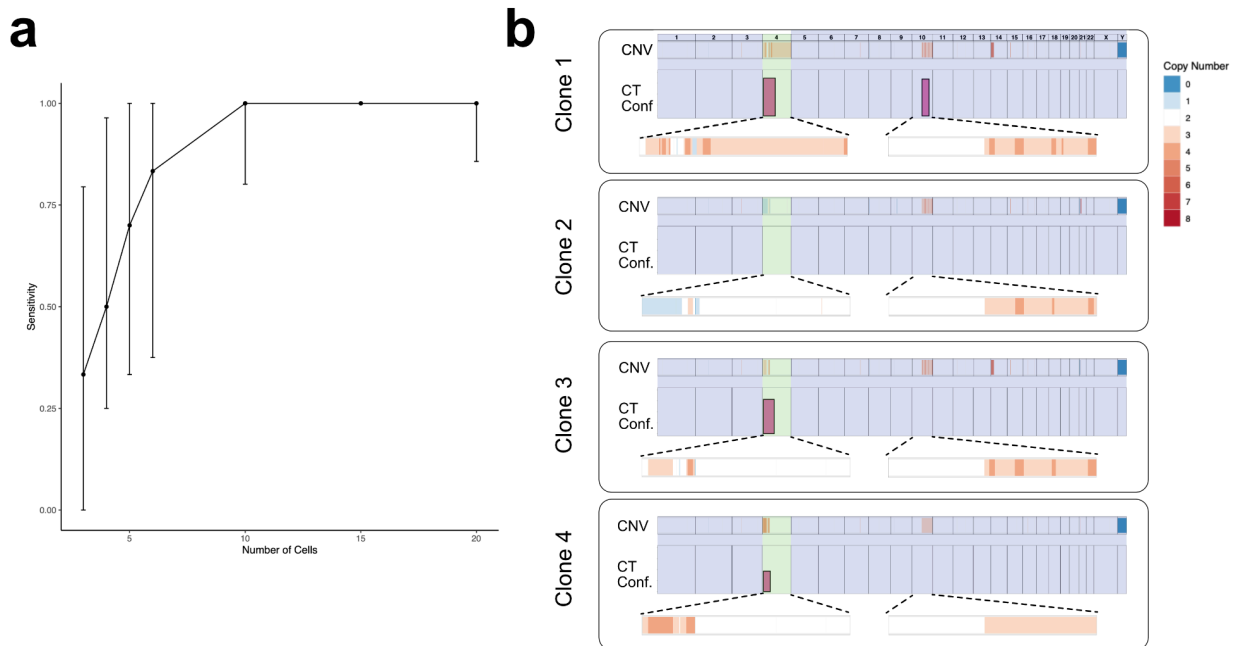 a
1.00
0.75
0.50
0.25
0.00
Sensitivity
5 10 15 20
Number of Cells
b
Clone 1
1 2 3 4 5 6 7 8 9 10 11 12 13 14 15 16 17 18 19 20 21 22 X Y
CNV
CT
Conf
Clone 2
CNV
CT
Conf.
Clone 3
CNV
CT
Conf.
Clone 4
CNV
CT
Conf.
Copy Number
0
1
2
3
4
5
6
7
8